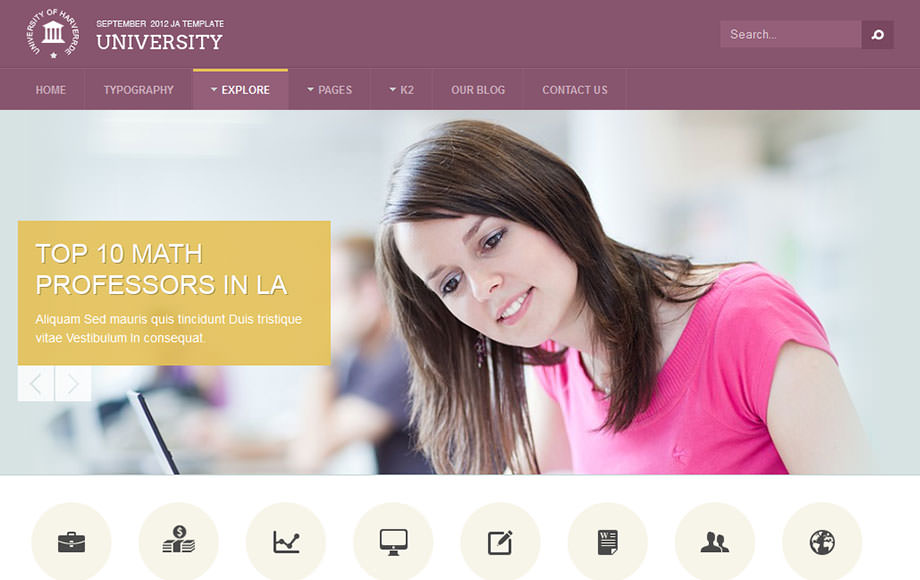 UNIVERSITY OF HARVERRDE
SEPTEMBER 2012 JA TEMPLATE
UNIVERSITY
Search...
HOME
TYPOGRAPHY
EXPLORE
PAGES
K2
OUR BLOG
CONTACT US
TOP 10 MATH
PROFESSORS IN LA
Aliquam Sed mauris quis tincidunt Duis tristique
vitae Vestibulum In consequat.
$
W